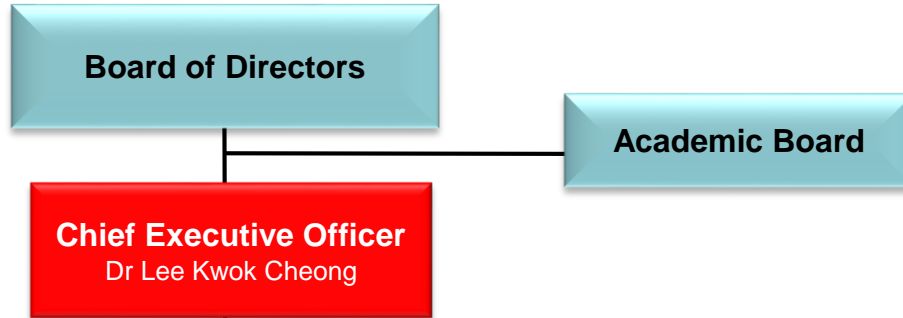 Board of Directors
Academic Board
Chief Executive Officer
Dr Lee Kwok Cheong